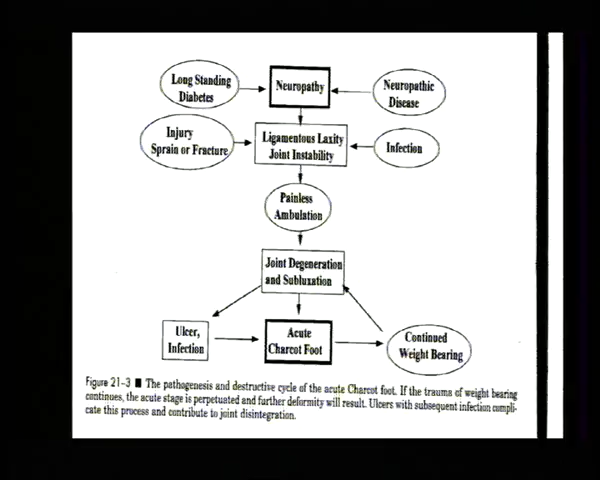 Long Standing
Diabetes
Neuropathy
Neuropathic
Disease
Injury
Sprain or Fracture
Ligamentous Laxity
Joint Instability
Infection
Painless
Ambulation
Joint Degeneration
and Subluxation
Ulcer,
Infection
Acute
Charcot Foot
Continued
Weight Bearing
Figure 21-3 ■ The pathogenesis and destructive cycle of the acute Charcot foot. If the trauma of weight bearing
continues, the acute stage is perpetuated and further deformity will result. Ulcers with subsequent infection compli-
cate this process and contribute to joint disintegration.